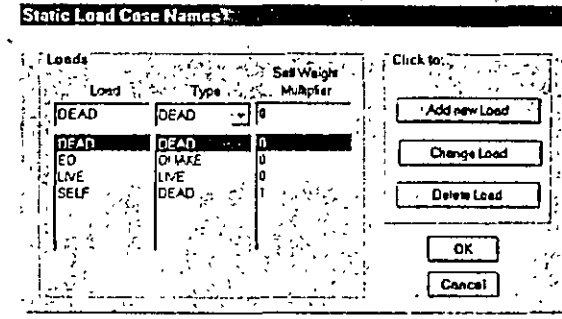 Static Load Case Names
Loads
Load Type Self Weight Multiplier
DEAD DEAD 0
DEAD DEAD 0
EQ QUAKE 0
LIVE LIVE 0
SELF DEAD 1
Click to:
Add new Load
Change Load
Delete Load
OK
Cancel